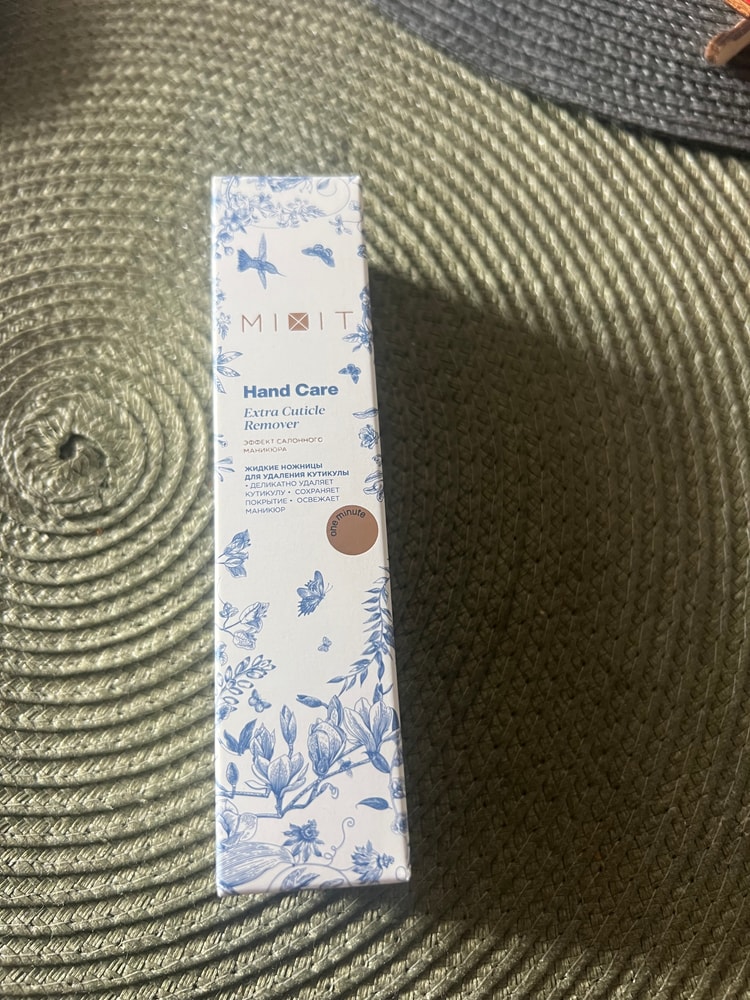 MIXIT
Hand Care
Extra Cuticle
Remover
ЭФФЕКТ САЛОННОГО
МАНИКЮРА
ЖИДКИЕ НОЖНИЦЫ
ДЛЯ УДАЛЕНИЯ КУТИКУЛЫ
• ДЕЛИКАТНО УДАЛЯЕТ
КУТИКУЛУ • СОХРАНЯЕТ
ПОКРЫТИЕ • ОСВЕЖАЕТ
МАНИКЮР
one minute